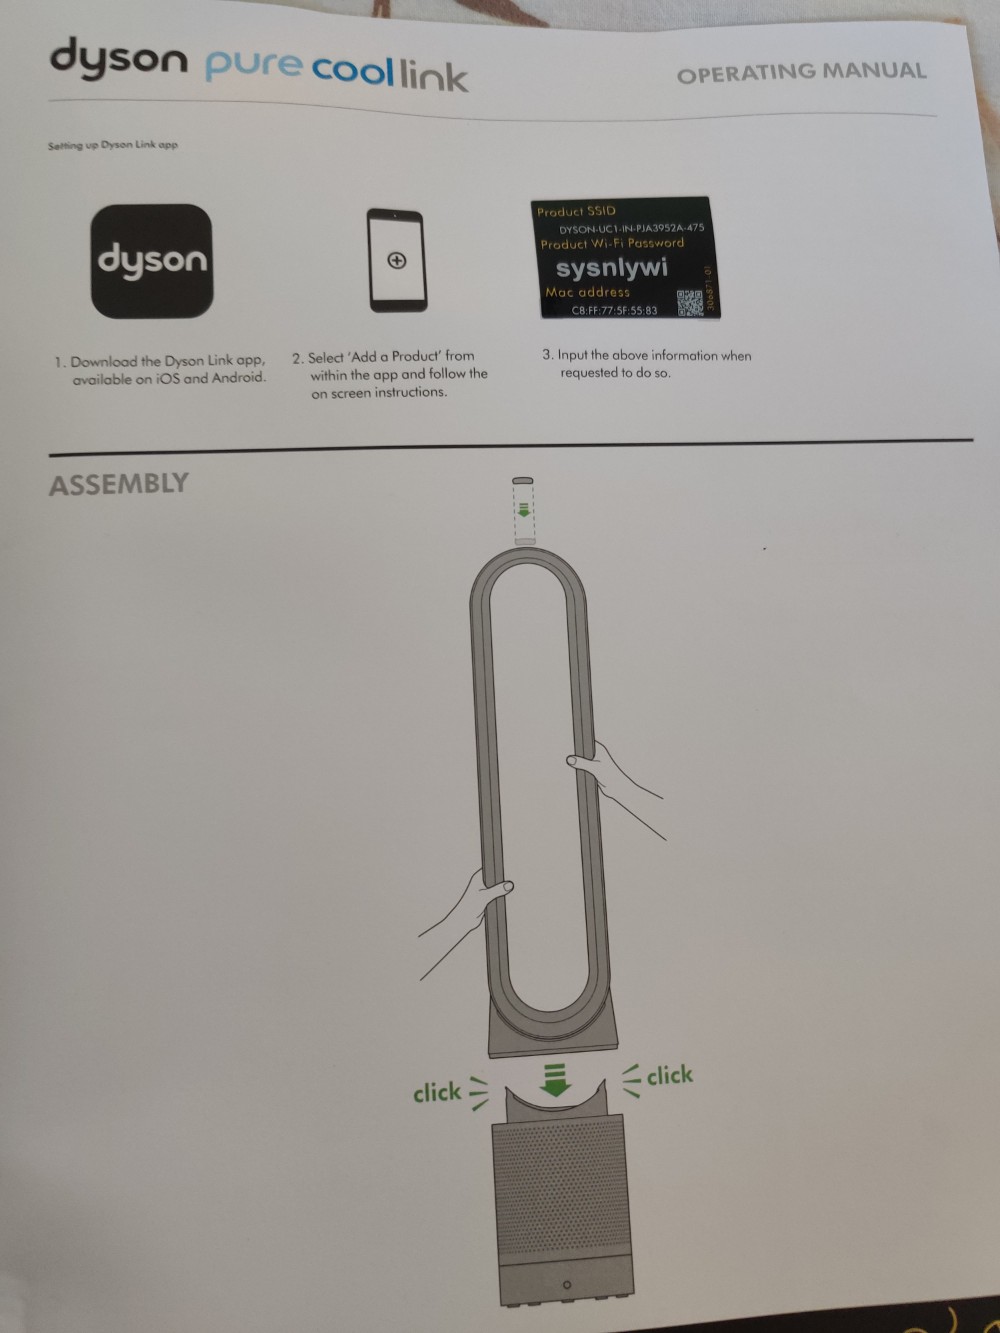 dyson pure cool link
OPERATING MANUAL
Setting up Dyson Link app
dyson
Product SSID
DYSON-UC1-IN-PJA3952A-475
Product Wi-Fi Password
sysnlywi
Mac address
C8:FF:77:5F:55:83
306871-01
1. Download the Dyson Link app,
available on iOS and Android.
2. Select 'Add a Product' from
within the app and follow the
on screen instructions.
3. Input the above information when
requested to do so.
ASSEMBLY
click
click